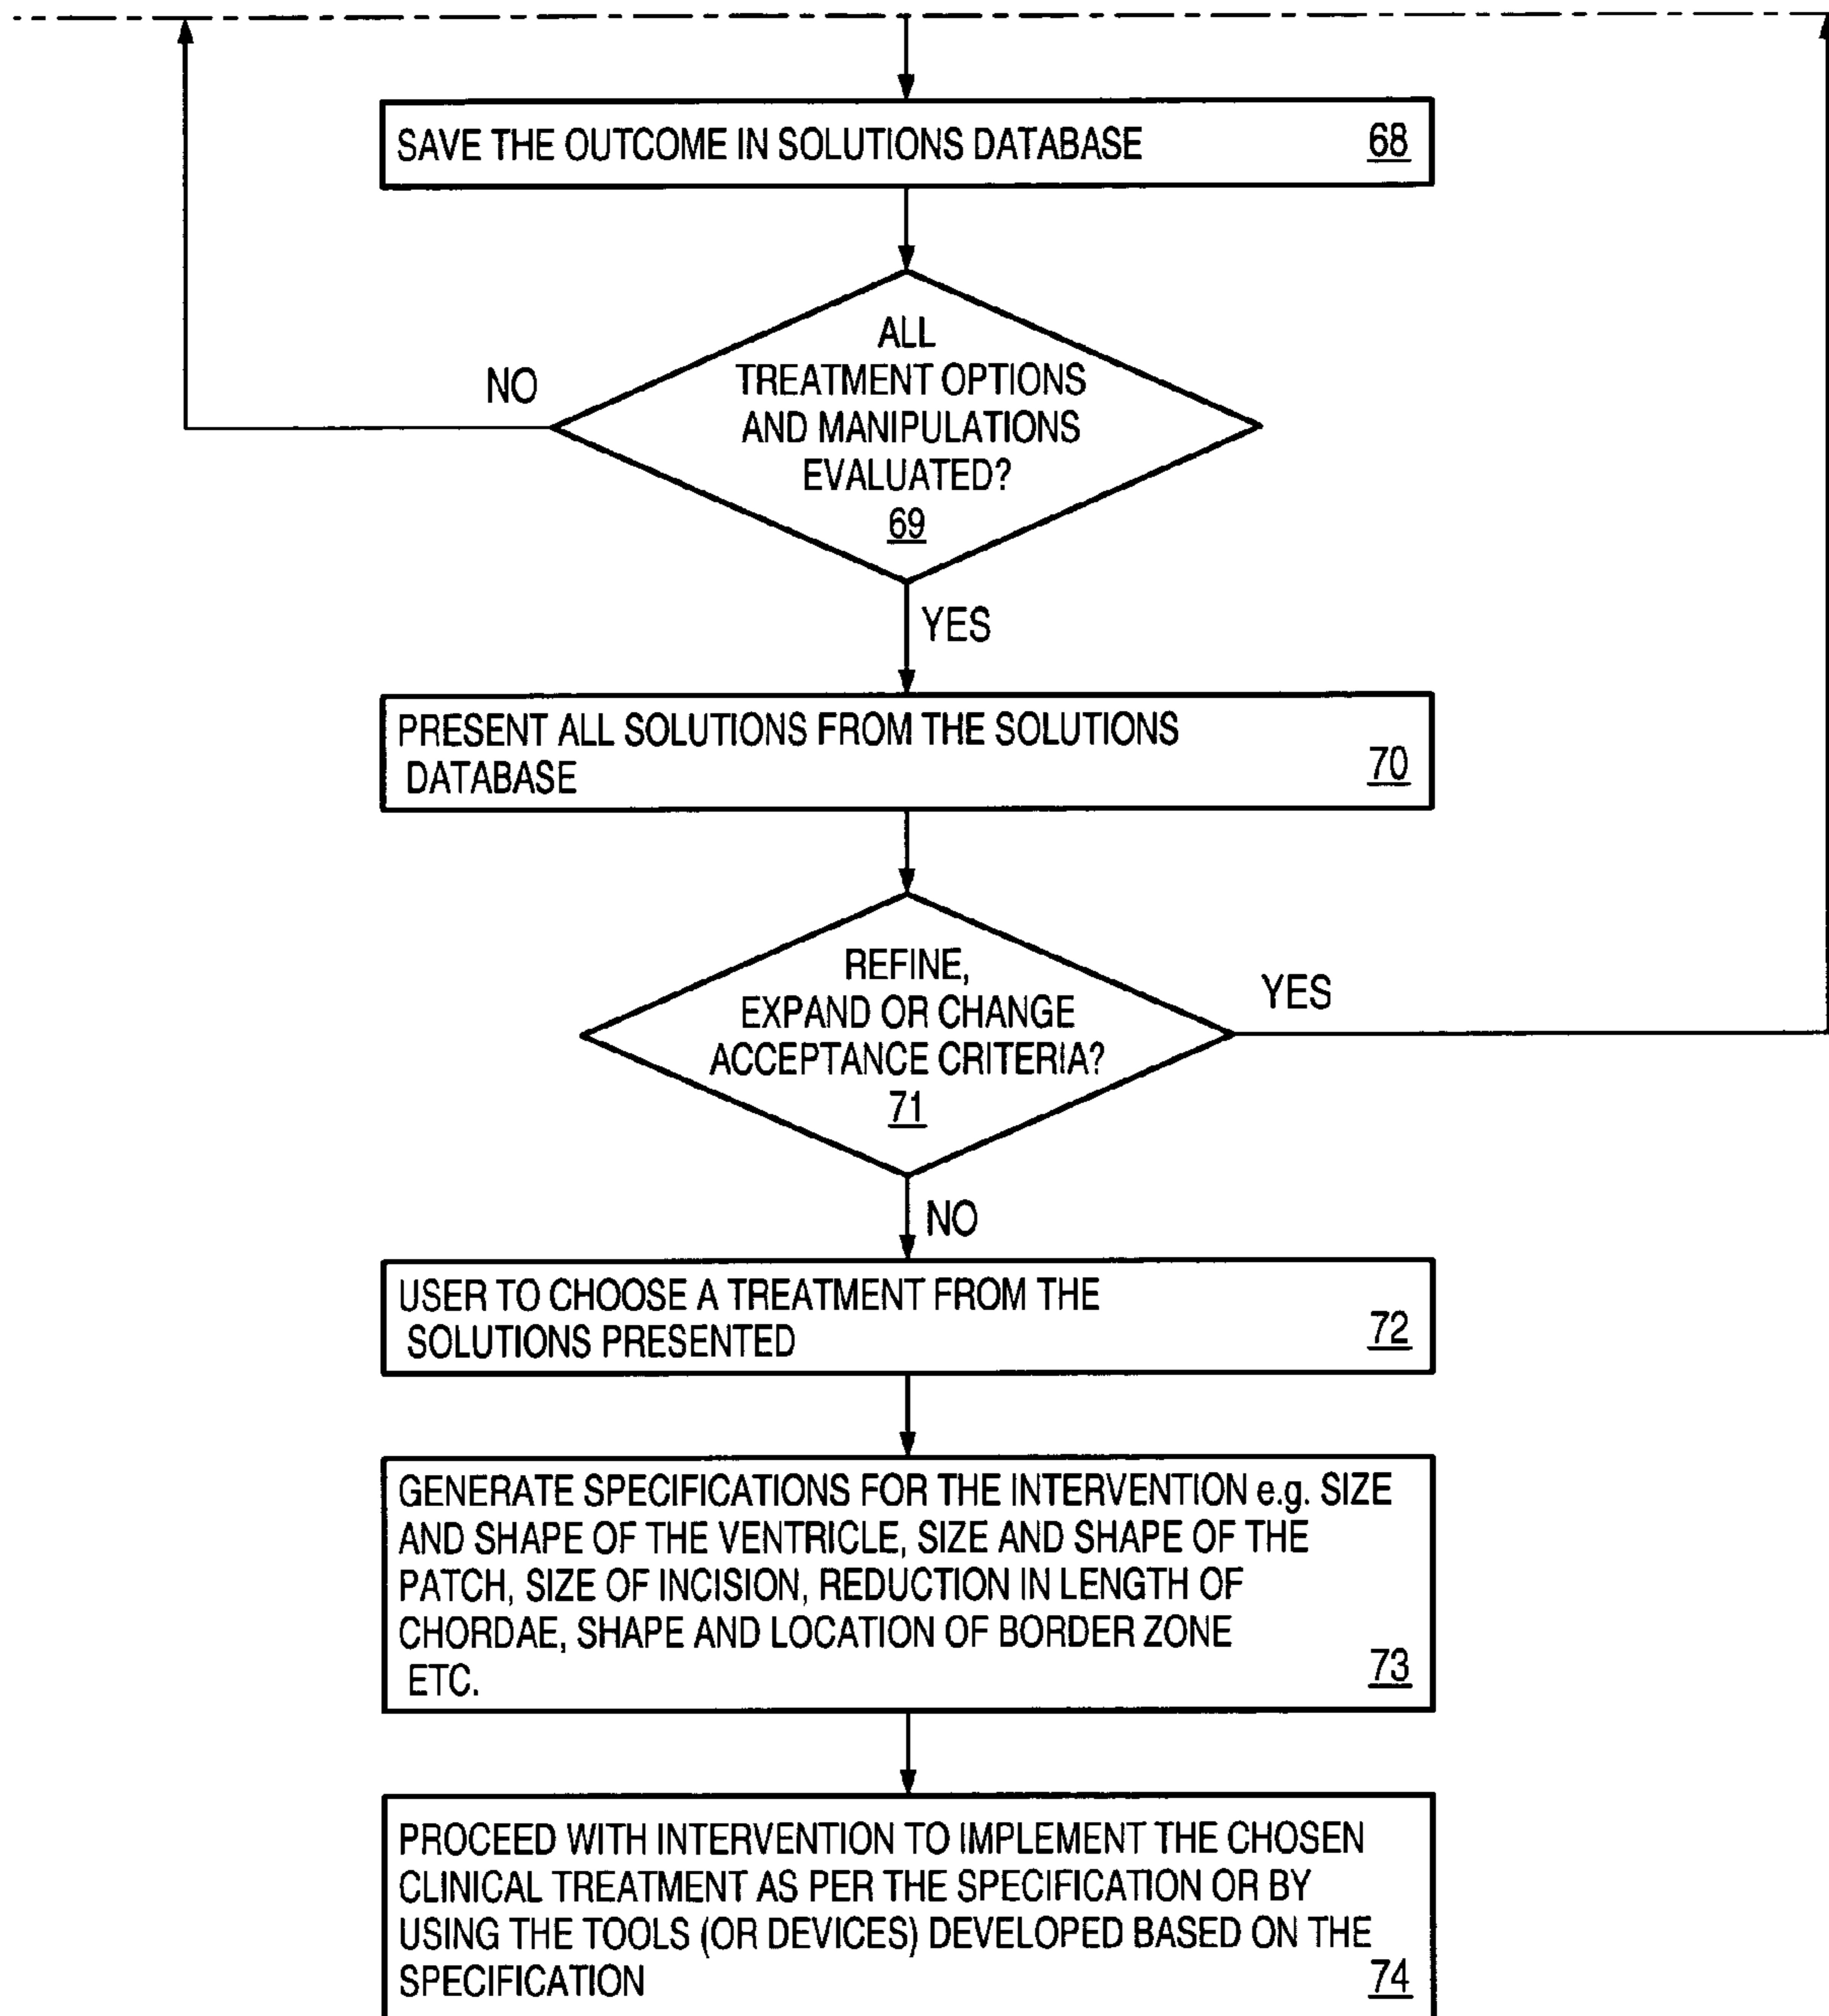 SAVE THE OUTCOME IN SOLUTIONS DATABASE 68
ALL
TREATMENT OPTIONS
AND MANIPULATIONS
EVALUATED?
69
NO
YES
PRESENT ALL SOLUTIONS FROM THE SOLUTIONS
DATABASE 70
REFINE,
EXPAND OR CHANGE
ACCEPTANCE CRITERIA?
71
YES
NO
USER TO CHOOSE A TREATMENT FROM THE
SOLUTIONS PRESENTED 72
GENERATE SPECIFICATIONS FOR THE INTERVENTION e.g. SIZE
AND SHAPE OF THE VENTRICLE, SIZE AND SHAPE OF THE
PATCH, SIZE OF INCISION, REDUCTION IN LENGTH OF
CHORDAE, SHAPE AND LOCATION OF BORDER ZONE
ETC. 73
PROCEED WITH INTERVENTION TO IMPLEMENT THE CHOSEN
CLINICAL TREATMENT AS PER THE SPECIFICATION OR BY
USING THE TOOLS (OR DEVICES) DEVELOPED BASED ON THE
SPECIFICATION 74